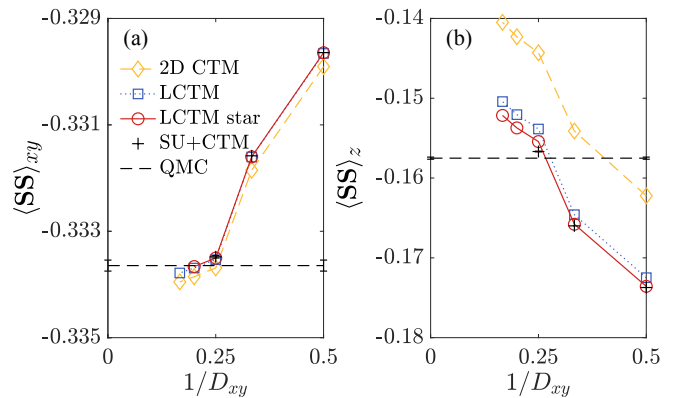 (a)
-0.329
-0.331
-0.333
-0.335
⟨SS⟩xy
2D CTM
LCTM
LCTM star
SU+CTM
QMC
0
0.25
0.5
1/Dxy
(b)
-0.14
-0.15
-0.16
-0.17
-0.18
⟨SS⟩z
0
0.25
0.5
1/Dxy